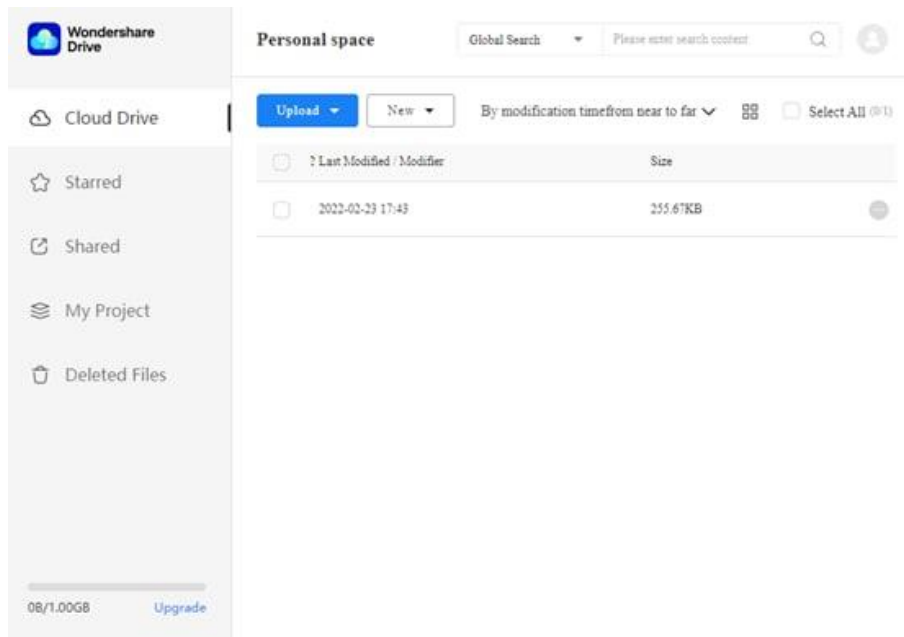 Wondershare
Drive
Personal space
Global Search
Please enter search content
Cloud Drive
Upload
New
By modification timefrom near to far
Select All (0/1)
? Last Modified / Modifier
Size
Starred
2022-02-23 17:43
255.67KB
Shared
My Project
Deleted Files
0B/1.00GB
Upgrade